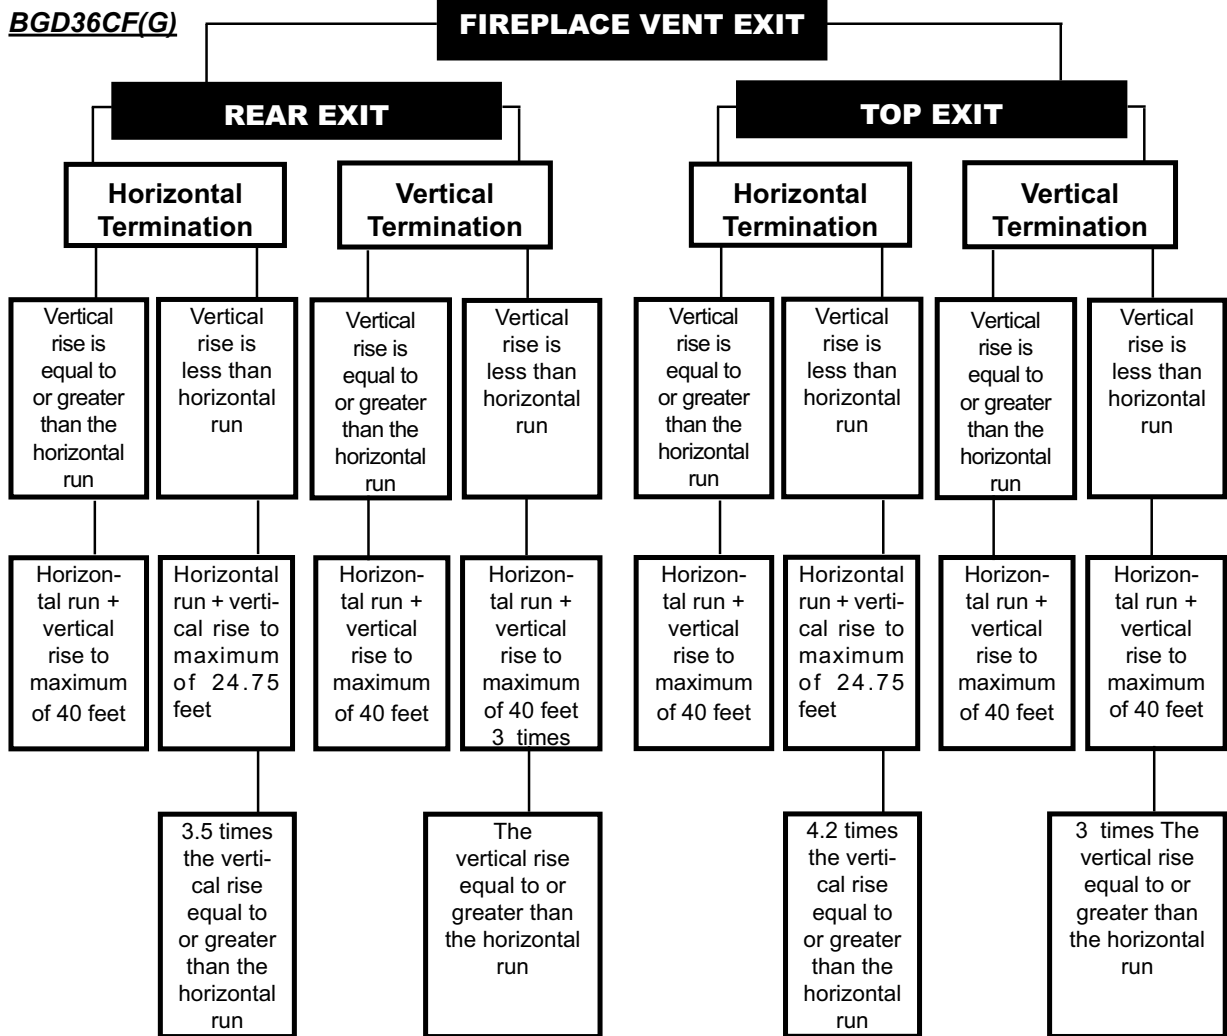 BGD36CF(G)
FIREPLACE VENT EXIT
REAR EXIT
TOP EXIT
Horizontal
Termination
Vertical
Termination
Horizontal
Termination
Vertical
Termination
Vertical
rise is
equal to
or greater
than the
horizontal
run
Vertical
rise is
less than
horizontal
run
Vertical
rise is
equal to
or greater
than the
horizontal
run
Vertical
rise is
less than
horizontal
run
Vertical
rise is
equal to
or greater
than the
horizontal
run
Vertical
rise is
less than
horizontal
run
Vertical
rise is
equal to
or greater
than the
horizontal
run
Vertical
rise is
less than
horizontal
run
Horizon-
tal run +
vertical
rise to
maximum
of 40 feet
Horizontal
run + verti-
cal rise to
maximum
of 24.75
feet
Horizon-
tal run +
vertical
rise to
maximum
of 40 feet
Horizon-
tal run +
vertical
rise to
maximum
of 40 feet
3 times
Horizon-
tal run +
vertical
rise to
maximum
of 40 feet
Horizontal
run + verti-
cal rise to
maximum
of 24.75
feet
Horizon-
tal run +
vertical
rise to
maximum
of 40 feet
Horizon-
tal run +
vertical
rise to
maximum
of 40 feet
3.5 times
the verti-
cal rise
equal to
or greater
than the
horizontal
run
The
vertical rise
equal to or
greater than
the horizontal
run
4.2 times
the verti-
cal rise
equal to
or greater
than the
horizontal
run
3 times The
vertical rise
equal to or
greater than
the horizontal
run